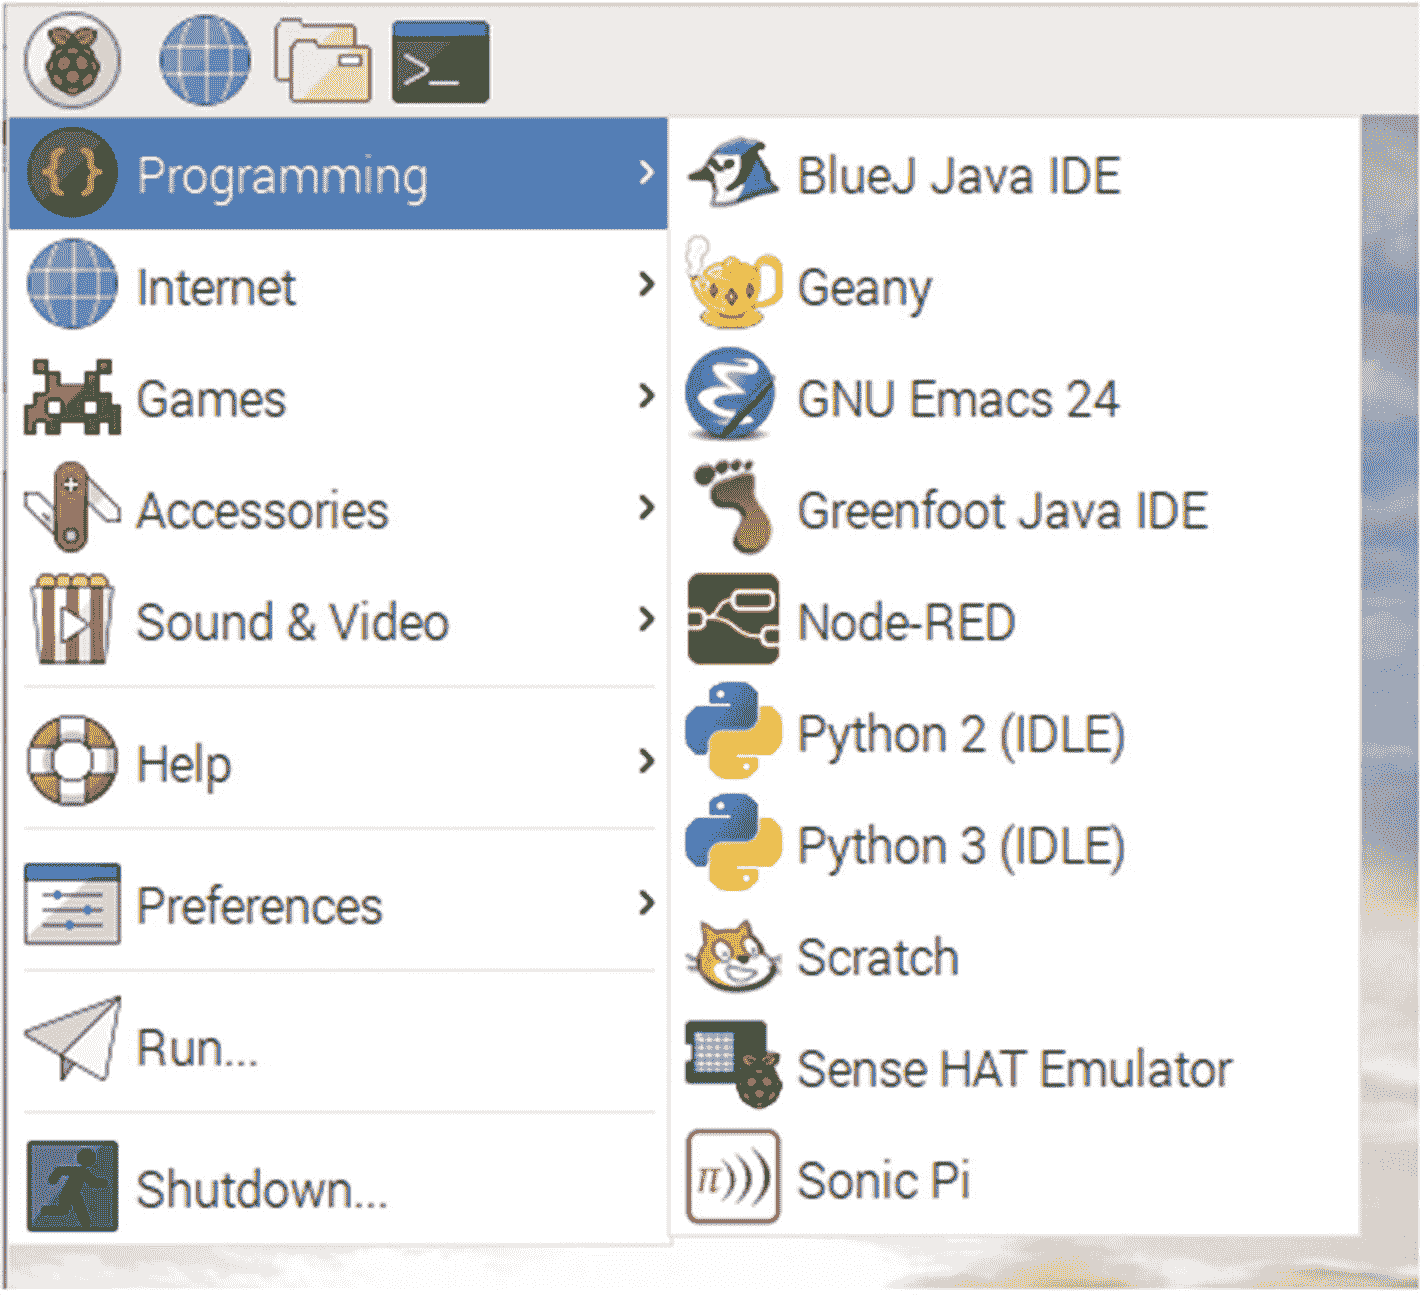 Programming
Internet
Games
Accessories
Sound & Video
Help
Preferences
Run...
Shutdown...
BlueJ Java IDE
Geany
GNU Emacs 24
Greenfoot Java IDE
Node-RED
Python 2 (IDLE)
Python 3 (IDLE)
Scratch
Sense HAT Emulator
Sonic Pi